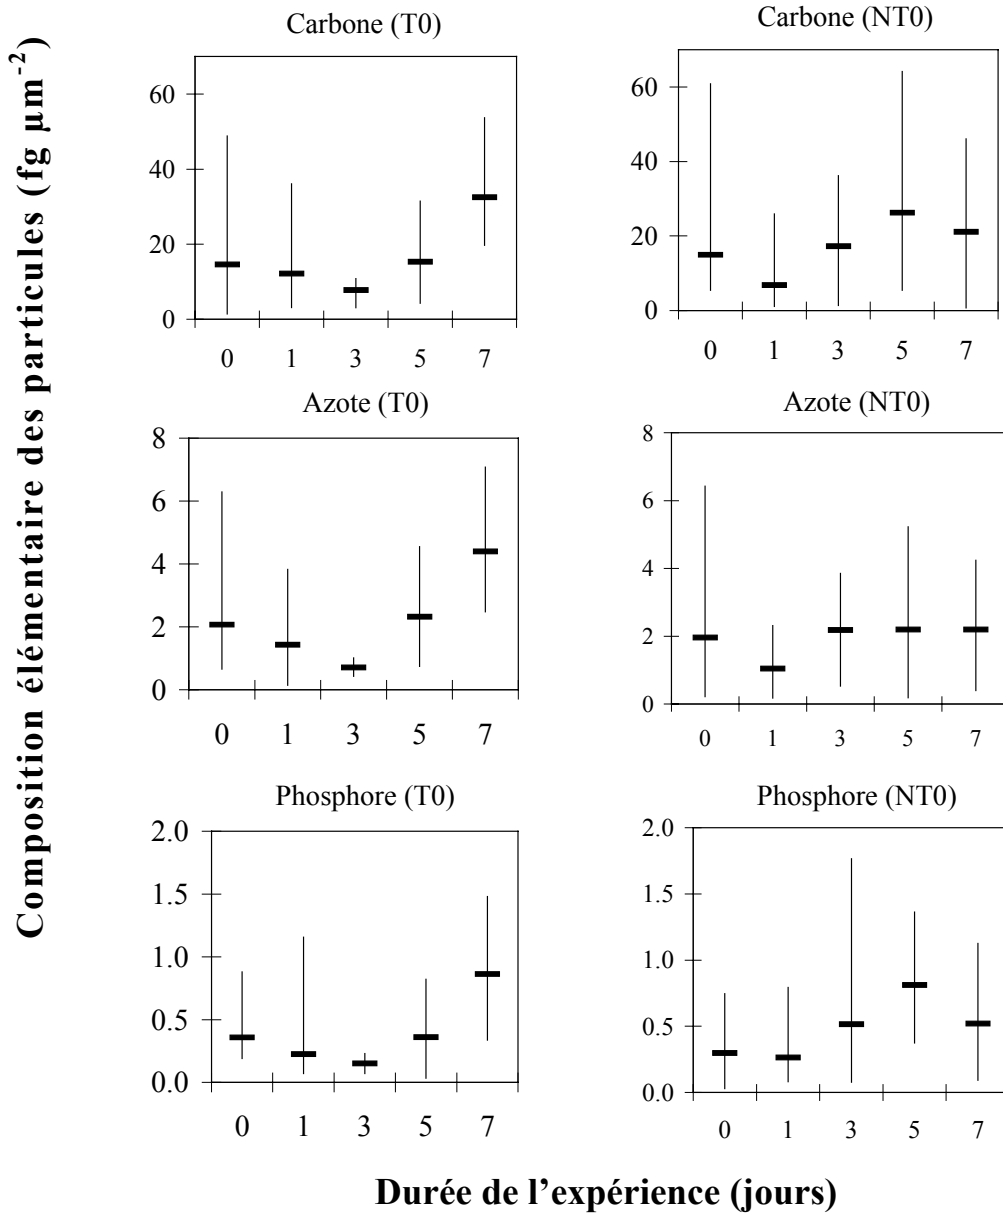 Composition élémentaire des particules (fg µm-2)
Carbone (T0)
60
40
20
0
0 1 3 5 7
Carbone (NT0)
60
40
20
0
0 1 3 5 7
Azote (T0)
8
6
4
2
0
0 1 3 5 7
Azote (NT0)
8
6
4
2
0
0 1 3 5 7
Phosphore (T0)
2.0
1.5
1.0
0.5
0.0
0 1 3 5 7
Phosphore (NT0)
2.0
1.5
1.0
0.5
0.0
0 1 3 5 7
Durée de l’expérience (jours)